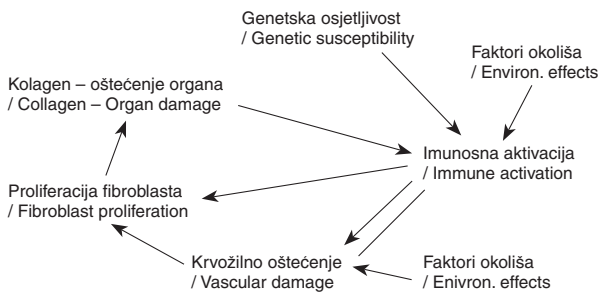 Genetska osjetljivost
/ Genetic susceptibility
Faktori okoliša
/ Environ. effects
Kolagen – oštećenje organa
/ Collagen – Organ damage
Imunosna aktivacija
/ Immune activation
Proliferacija fibroblasta
/ Fibroblast proliferation
Krvožilno oštećenje
/ Vascular damage
Faktori okoliša
/ Enivron. effects